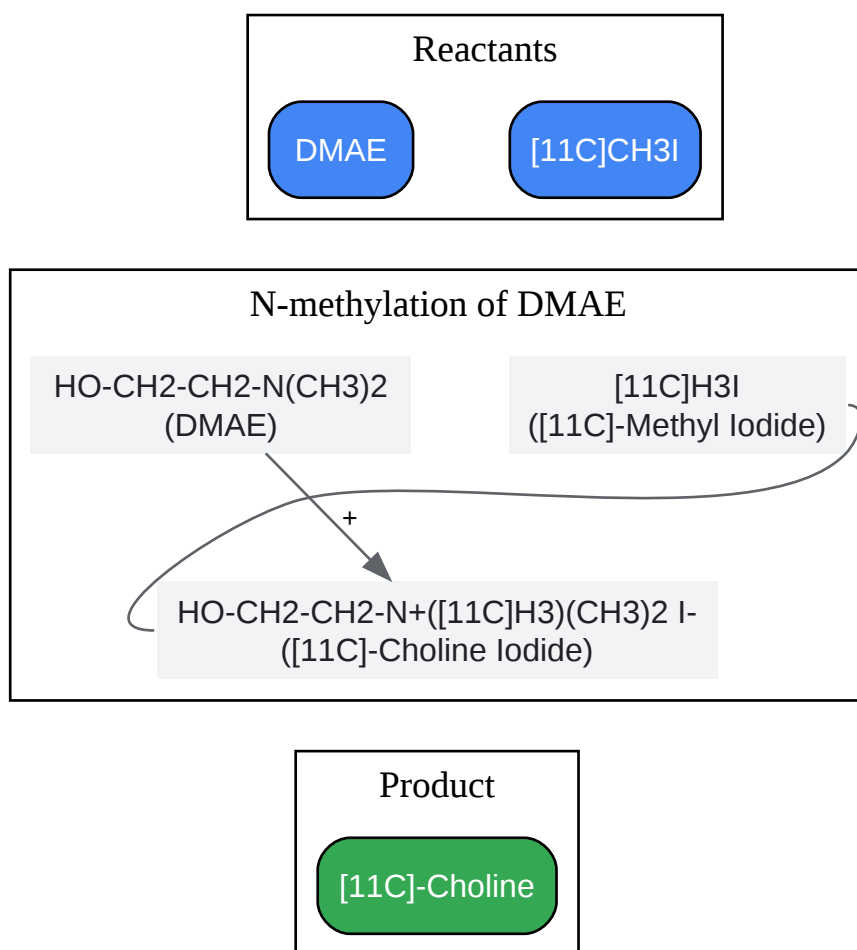 Reactants
DMAE
[11C]CH3I
N-methylation of DMAE
HO-CH2-CH2-N(CH3)2
(DMAE)
[11C]H3I
([11C]-Methyl Iodide)
+
HO-CH2-CH2-N+([11C]H3)(CH3)2 I-
([11C]-Choline Iodide)
Product
[11C]-Choline